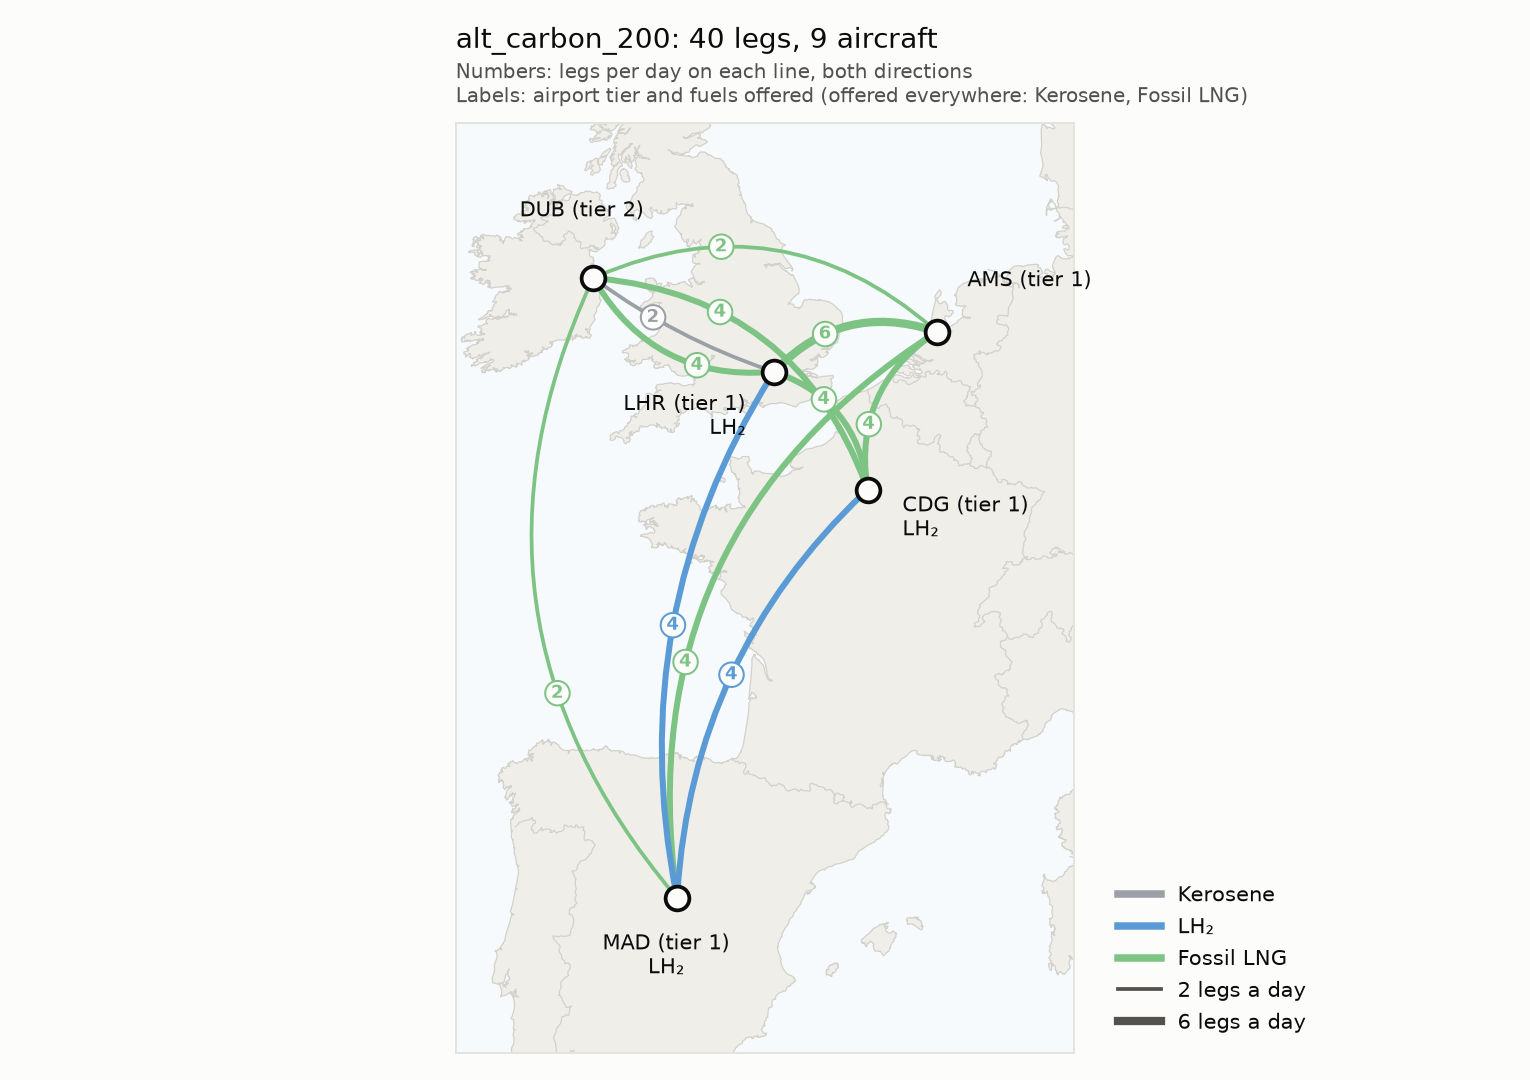 alt_carbon_200: 40 legs, 9 aircraft
Numbers: legs per day on each line, both directions
Labels: airport tier and fuels offered (offered everywhere: Kerosene, Fossil LNG)
DUB (tier 2)
2
AMS (tier 1)
4
2
6
4
LHR (tier 1)
LH₂
4
4
CDG (tier 1)
LH₂
4
4
4
2
MAD (tier 1)
LH₂
Kerosene
LH₂
Fossil LNG
2 legs a day
6 legs a day